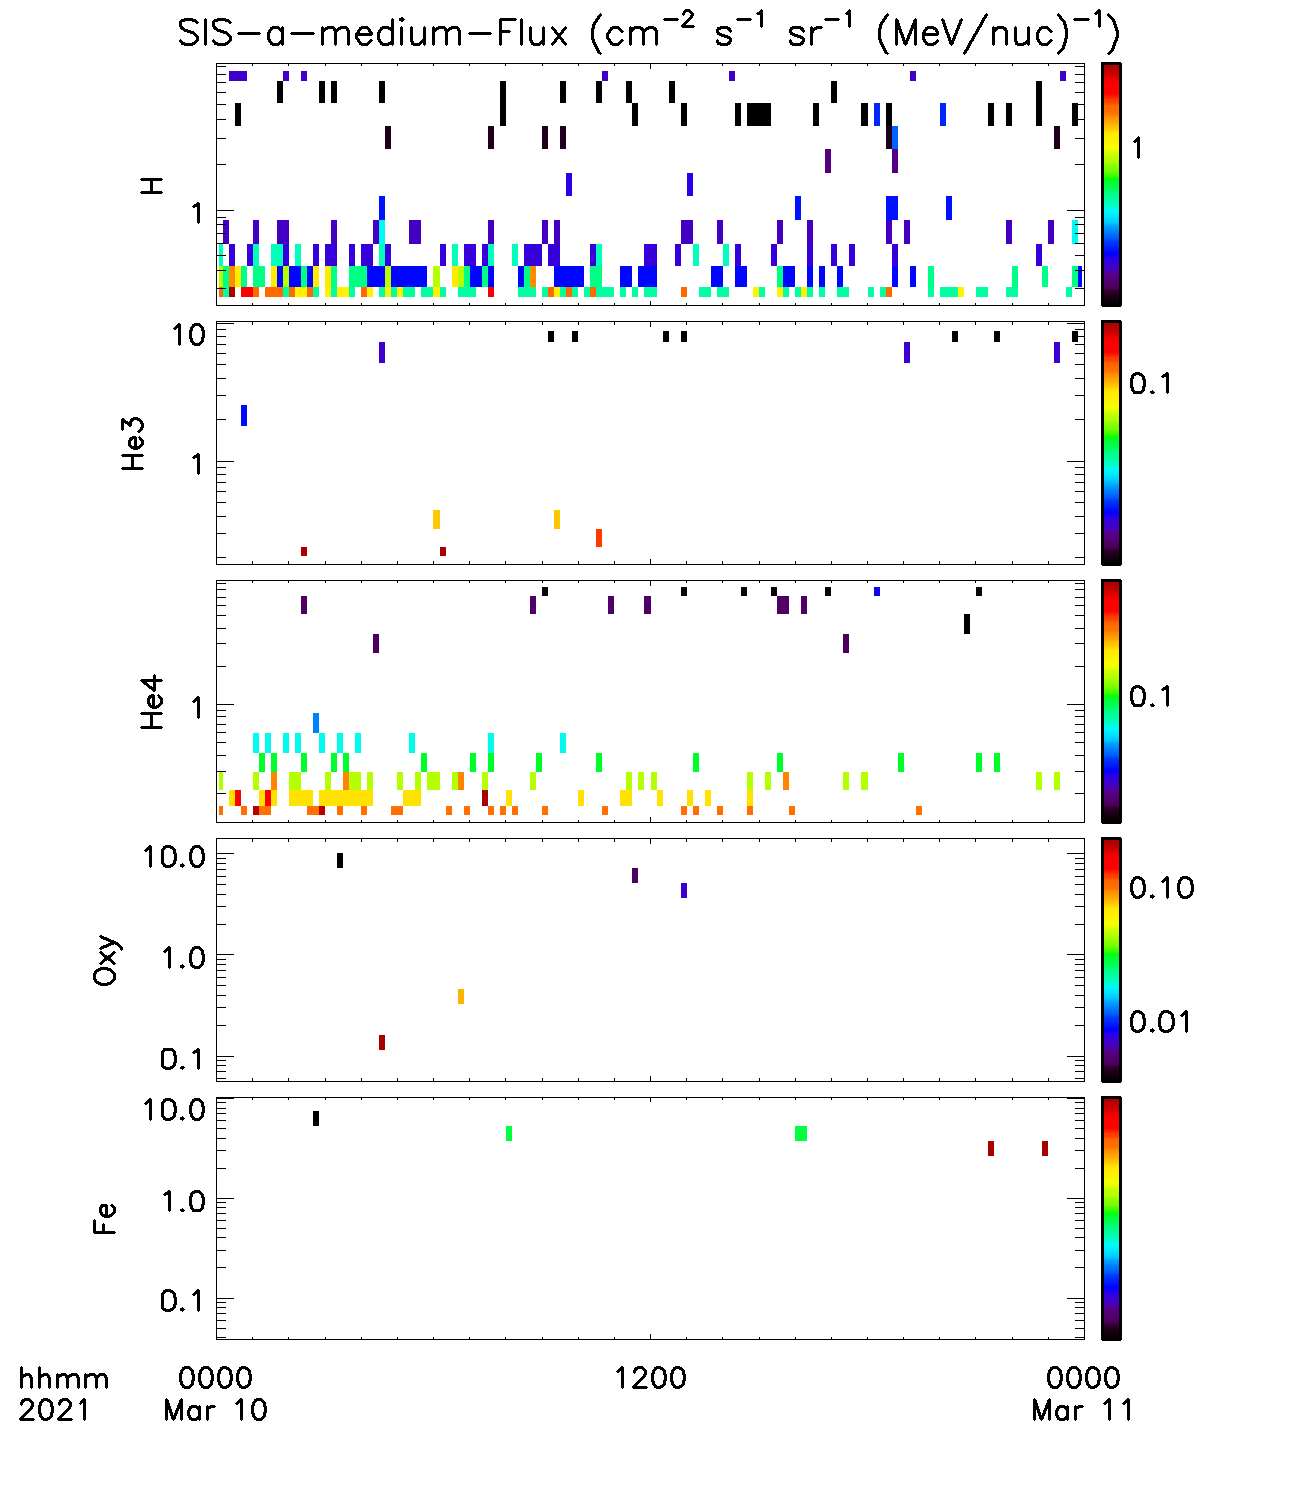 SIS-a-medium-Flux (cm⁻² s⁻¹ sr⁻¹ (MeV/nuc)⁻¹)
H
1
1
He3
10
1
0.1
He4
1
0.1
Oxy
10.0
1.0
0.1
0.10
0.01
Fe
10.0
1.0
0.1
hhmm 0000 1200 0000
2021 Mar 10 Mar 11